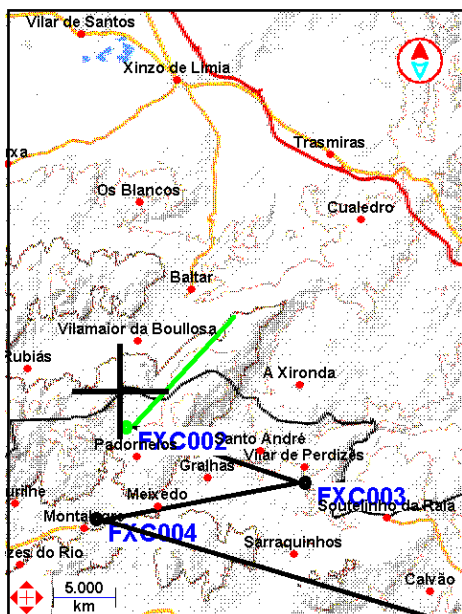 Vilar de Santos
Xinzo de Limia
Trasmiras
rxa
Os Blancos
Cualedro
Baltar
Vilamaior da Boullosa
Rubiás
A Xironda
FXC002
Padornelos
Santo André
Vilar de Perdizes
Gralhas
FXC003
Meixedo
Soutelinho da Raia
Montalegre
FXC004
zes do Rio
Sarraquinhos
Calvão
5.000
km